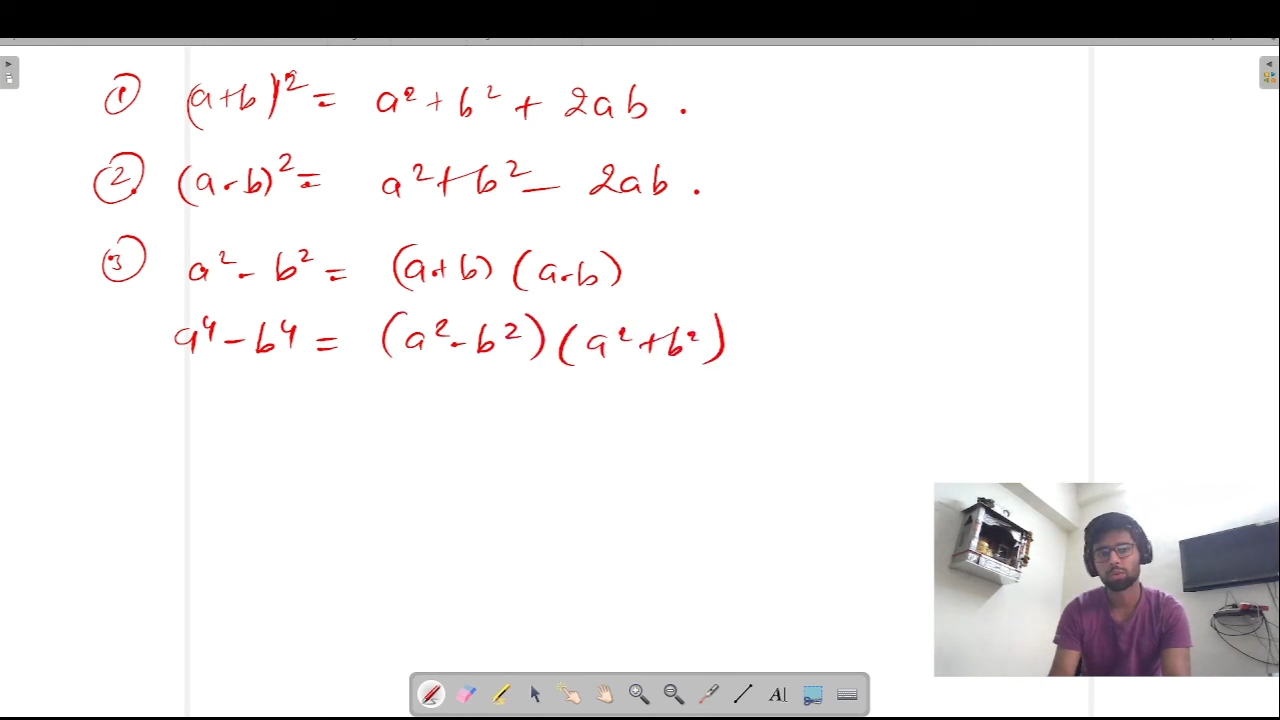 ① (a+b)² = a² + b² + 2ab.
②. (a-b)² = a² + b² - 2ab.
③ a² - b² = (a+b) (a-b)
a⁴ - b⁴ = (a² - b²) (a² + b²)
AI